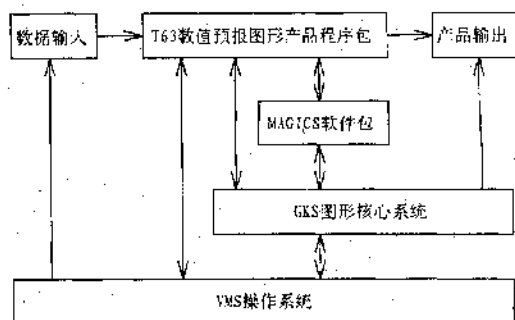 数据输入
T63数值预报图形产品程序包
产品输出
MAGICS软件包
GKS图形核心系统
VMS操作系统